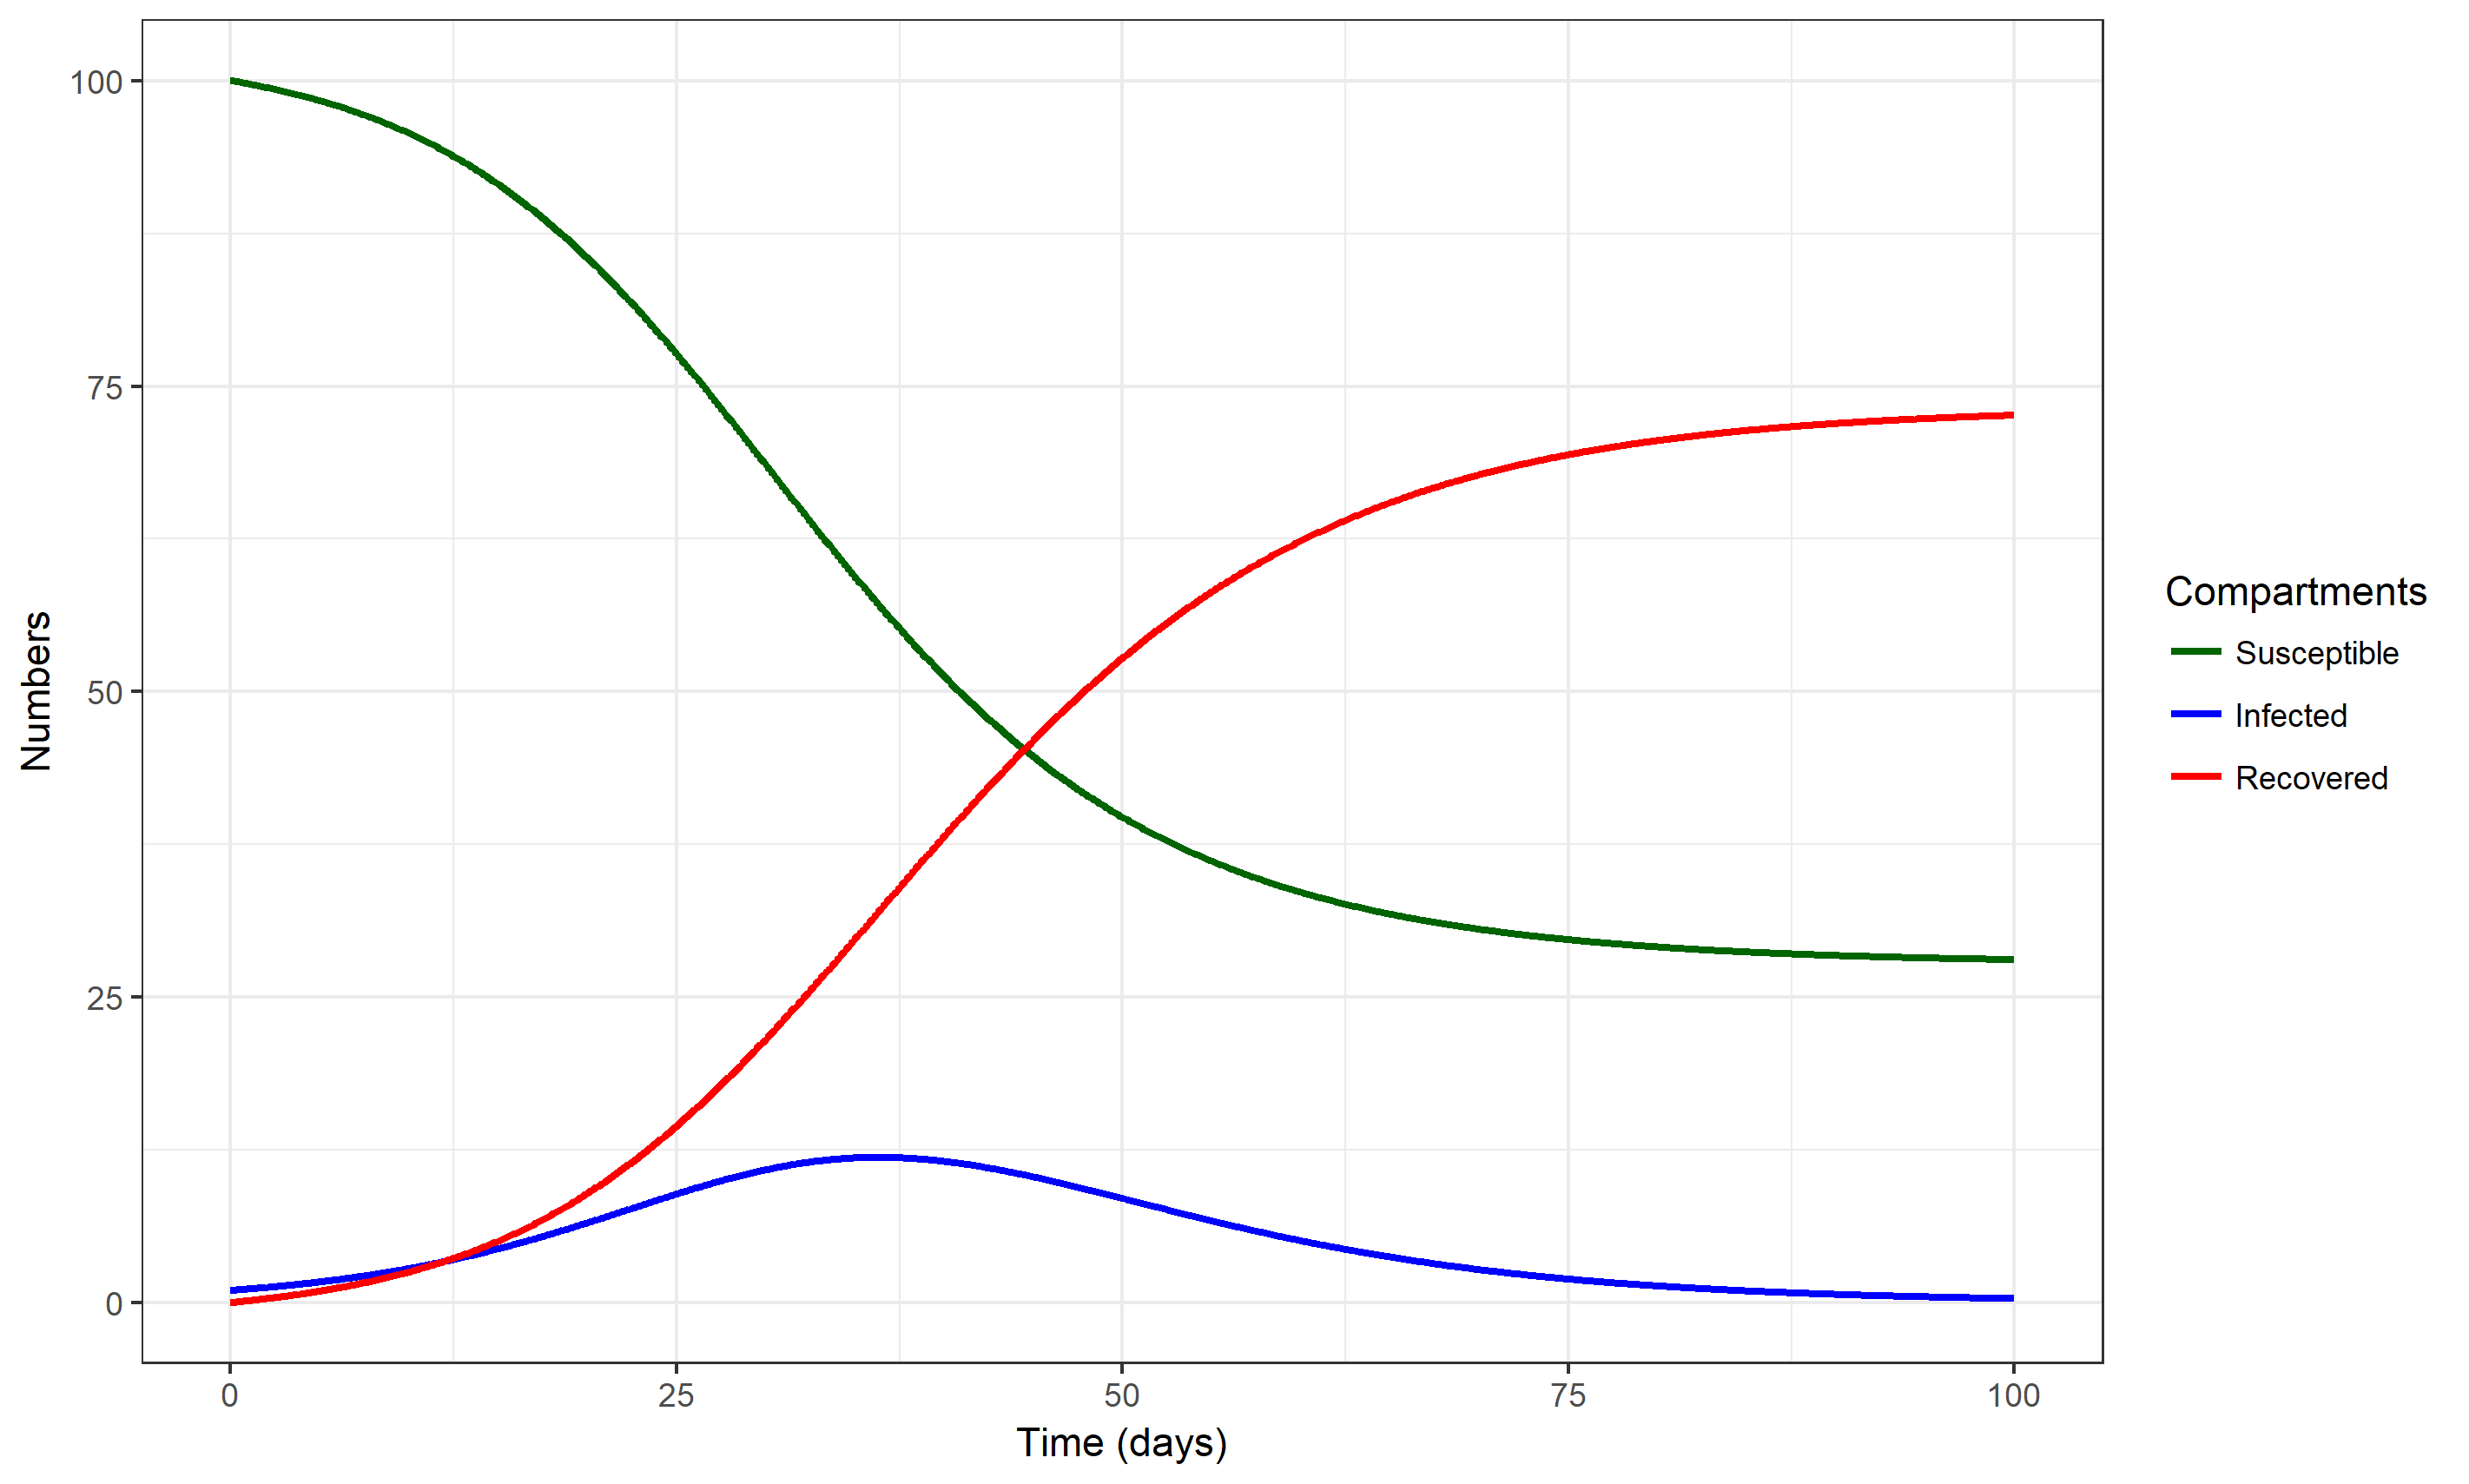 100
75
50
25
0
Numbers
0 25 50 75 100
Time (days)
Compartments
Susceptible
Infected
Recovered